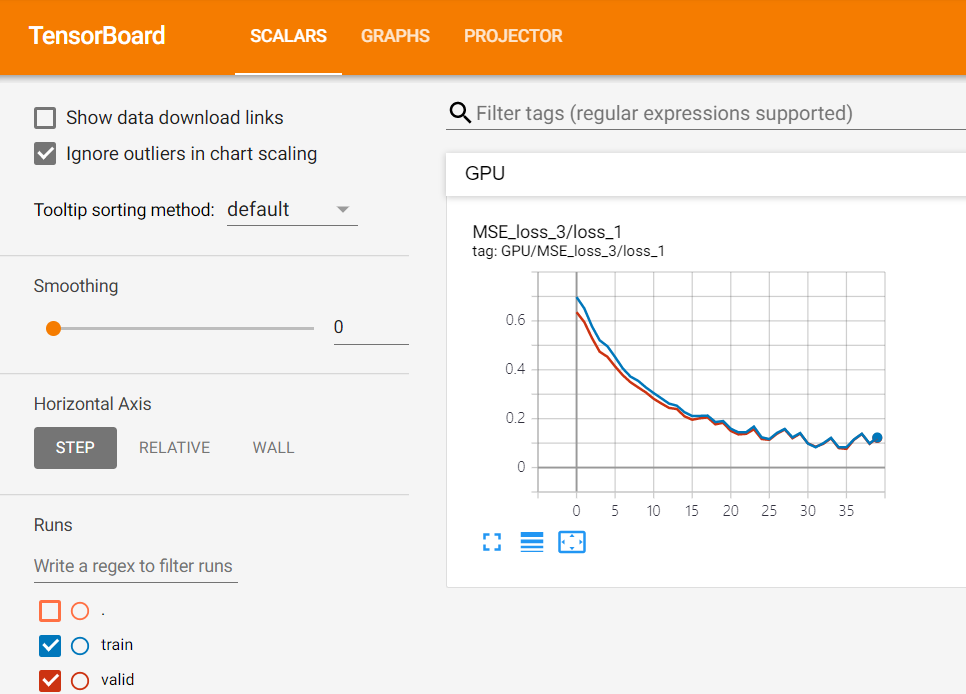 TensorBoard SCALARS GRAPHS PROJECTOR
Show data download links
Ignore outliers in chart scaling
Tooltip sorting method: default
Smoothing
0
Horizontal Axis
STEP RELATIVE WALL
Runs
Write a regex to filter runs
.
train
valid
Filter tags (regular expressions supported)
GPU
MSE_loss_3/loss_1
tag: GPU/MSE_loss_3/loss_1
0.6
0.4
0.2
0
0 5 10 15 20 25 30 35